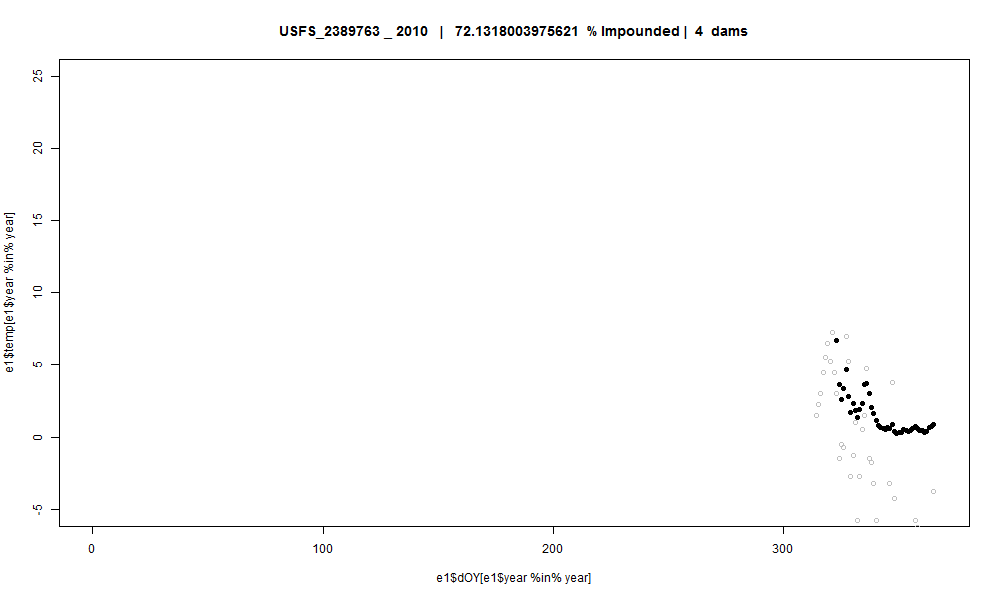 USFS_2389763 _ 2010 | 72.1318003975621 % Impounded | 4 dams
25
20
15
10
5
0
-5
e1$temp[e1$year %in% year]
0 100 200 300
e1$dOY[e1$year %in% year]